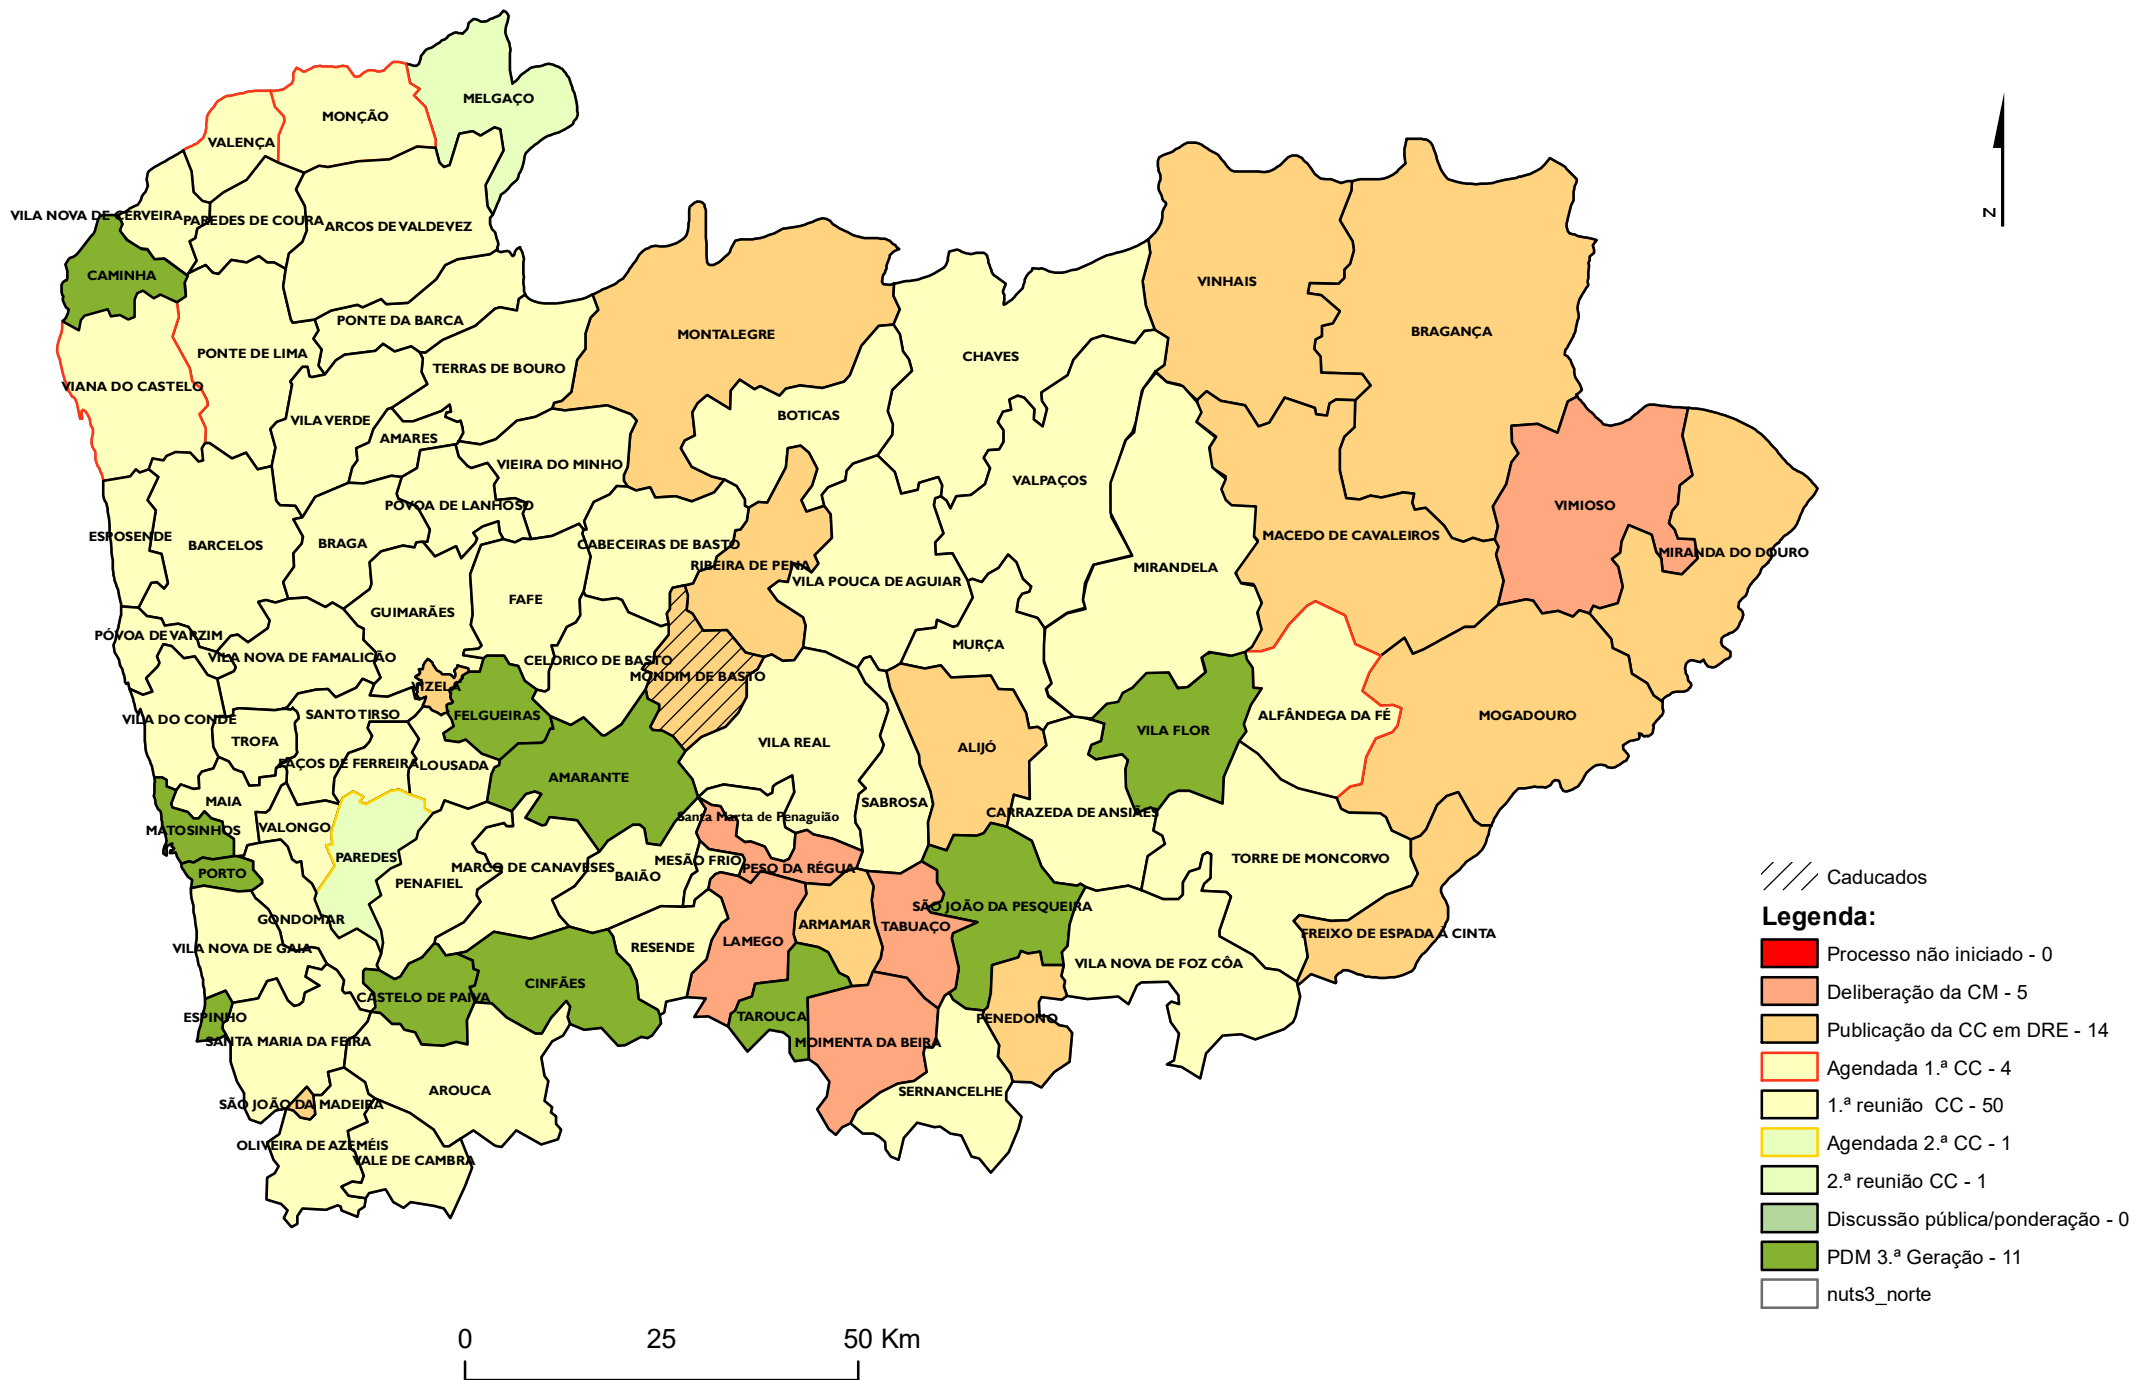 MELGAÇO
MONÇÃO
VALENÇA
VILA NOVA DE CERVEIRA
PAREDES DE COURA
ARCOS DE VALDEVEZ
CAMINHA
VINHAIS
PONTE DA BARCA
MONTALEGRE
BRAGANÇA
PONTE DE LIMA
CHAVES
TERRAS DE BOURO
VIANA DO CASTELO
BOTICAS
VILA VERDE
AMARES
VIEIRA DO MINHO
VALPAÇOS
PÓVOA DE LANHOSO
VIMIOSO
ESPOSENDE
BARCELOS
BRAGA
CABECEIRAS DE BASTO
MACEDO DE CAVALEIROS
MIRANDA DO DOURO
RIBEIRA DE PENA
MIRANDELA
VILA POUCA DE AGUIAR
FAFE
GUIMARÃES
PÓVOA DE VARZIM
MURÇA
VILA NOVA DE FAMALICÃO
CELORICO DE BASTO
MONDIM DE BASTO
VIZELA
SANTO TIRSO
FELGUEIRAS
ALFÂNDEGA DA FÉ
MOGADOURO
VILA DO CONDE
VILA FLOR
TROFA
VILA REAL
ALIJÓ
PAÇOS DE FERREIRA
LOUSADA
AMARANTE
MAIA
SABROSA
CARRAZEDA DE ANSIÃES
Santa Marta de Penaguião
MATOSINHOS
VALONGO
PAREDES
TORRE DE MONCORVO
MESÃO FRIO
PESO DA RÉGUA
MARCO DE CANAVESES
PORTO
PENAFIEL
BAIÃO
SÃO JOÃO DA PESQUEIRA
GONDOMAR
ARMAMAR
TABUAÇO
FREIXO DE ESPADA À CINTA
LAMEGO
VILA NOVA DE GAIA
RESENDE
VILA NOVA DE FOZ CÔA
CINFÃES
CASTELO DE PAIVA
ESPINHO
TAROUCA
PENEDONO
SANTA MARIA DA FEIRA
MOIMENTA DA BEIRA
AROUCA
SERNANCELHE
SÃO JOÃO DA MADEIRA
OLIVEIRA DE AZEMÉIS
VALE DE CAMBRA
N
Caducados
Legenda:
Processo não iniciado - 0
Deliberação da CM - 5
Publicação da CC em DRE - 14
Agendada 1.ª CC - 4
1.ª reunião  CC - 50
Agendada 2.ª CC - 1
2.ª reunião CC - 1
Discussão pública/ponderação - 0
PDM 3.ª Geração - 11
nuts3_norte
0 25 50 Km